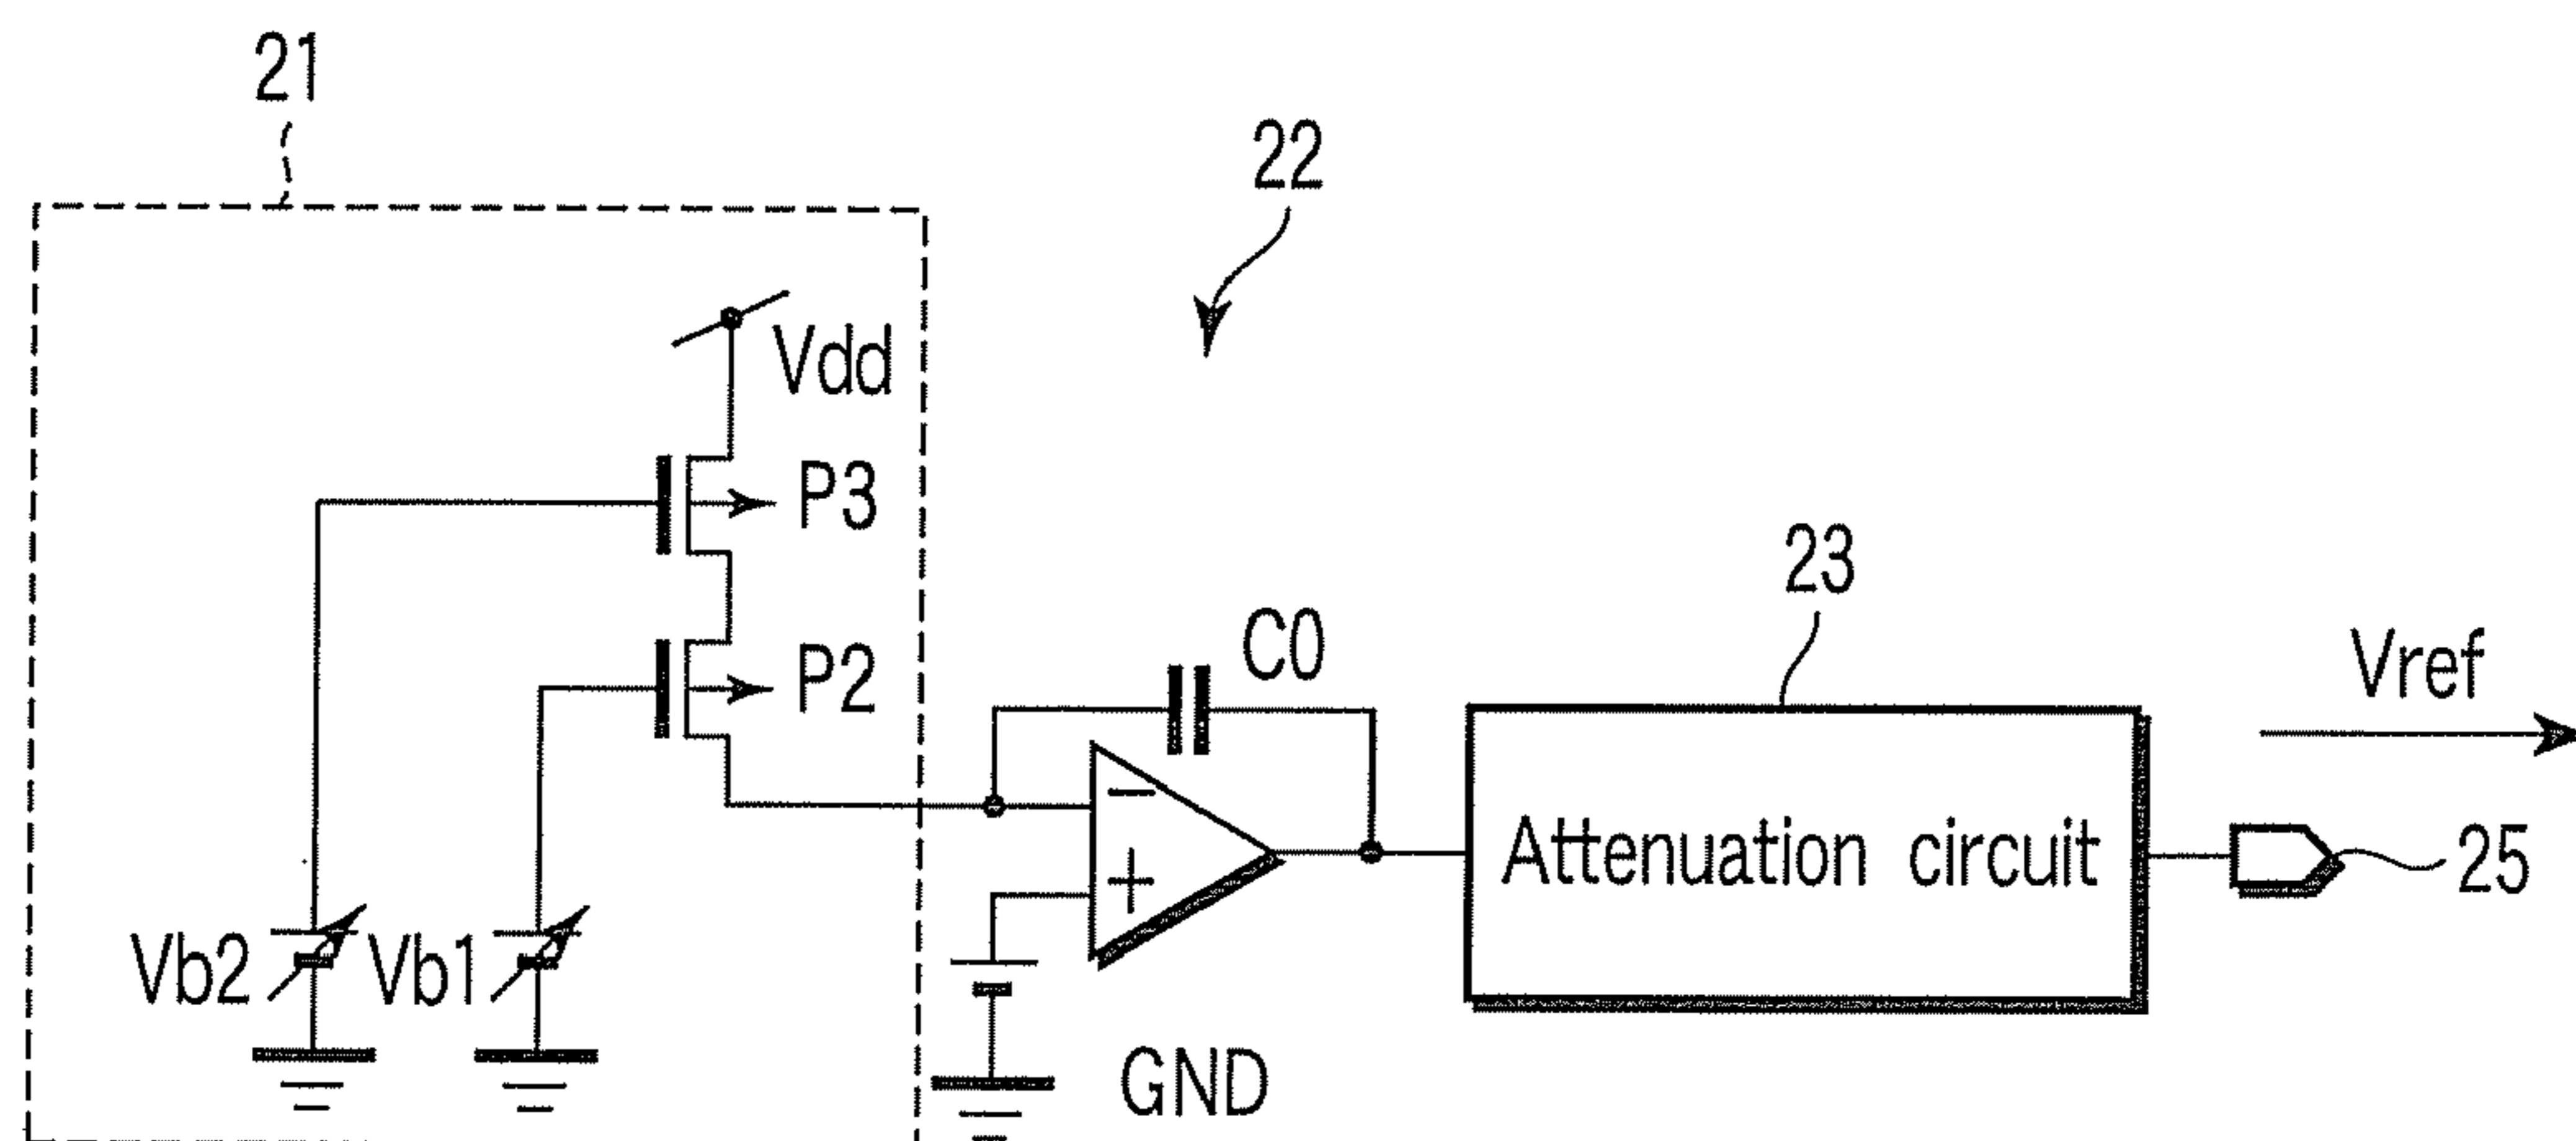 21
22
Vdd
P3
23
C0
P2
Vref
−
Attenuation circuit
25
+
Vb2
Vb1
GND